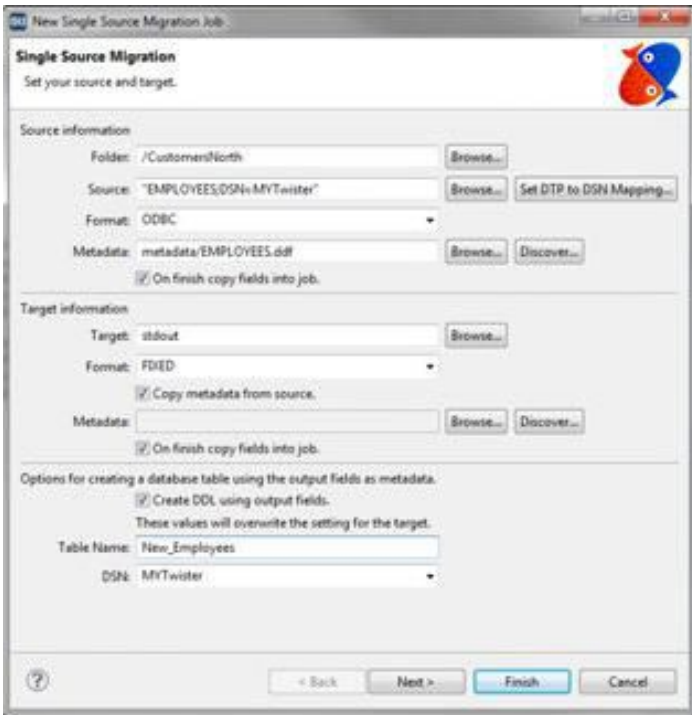 New Single Source Migration Job
Single Source Migration
Set your source and target.
Source information
Folder: /CustomersNorth Browse...
Source: "EMPLOYEES;DSN=MYTwister" Browse... Set DTP to DSN Mapping...
Format: ODBC
Metadata: metadata/EMPLOYEES.ddf Browse... Discover...
On finish copy fields into job.
Target information
Target: stdout Browse...
Format: FIXED
Copy metadata from source.
Metadata: Browse... Discover...
On finish copy fields into job.
Options for creating a database table using the output fields as metadata.
Create DDL using output fields.
These values will overwrite the setting for the target.
Table Name: New_Employees
DSN: MYTwister
? < Back Next > Finish Cancel